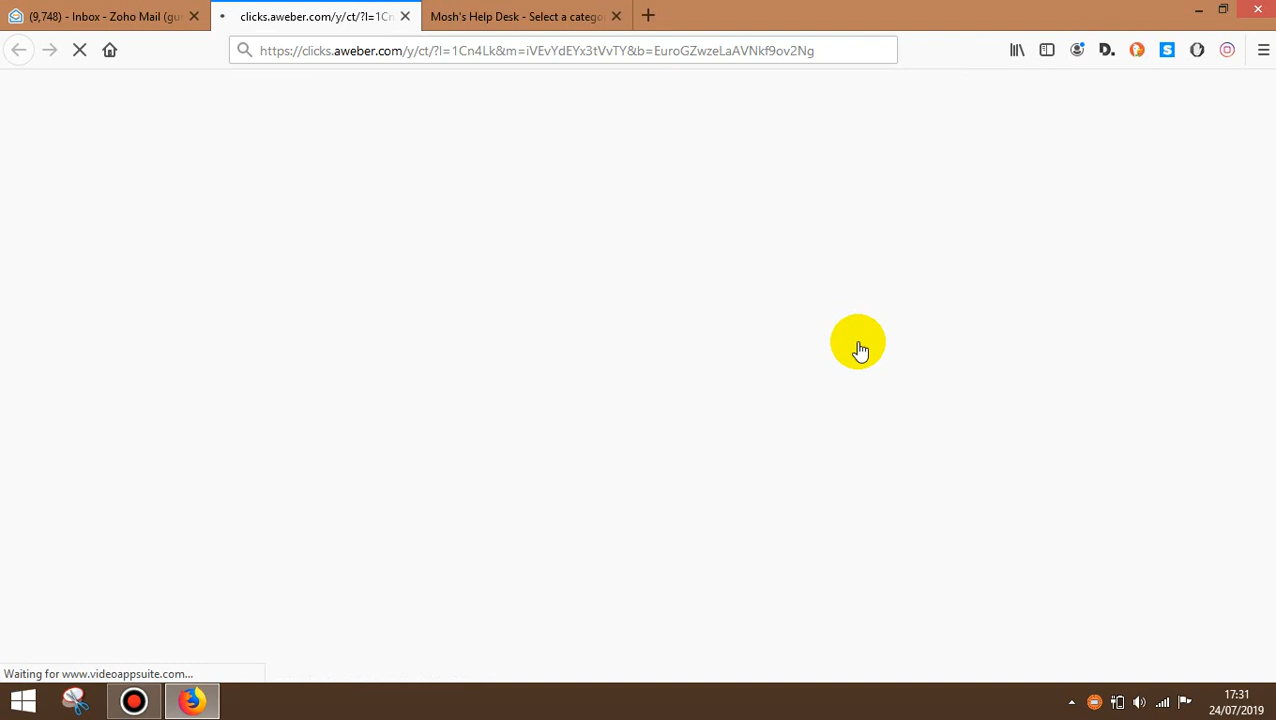 (9,748) - Inbox - Zoho Mail (gu
clicks.aweber.com/y/ct/?l=1Cn
Mosh's Help Desk - Select a catego
https://clicks.aweber.com/y/ct/?l=1Cn4Lk&m=iVEvYdEYx3tVvTY&b=EuroGZwzeLaAVNkf9ov2Ng
D.
S
Waiting for www.videoappsuite.com...
17:31
24/07/2019